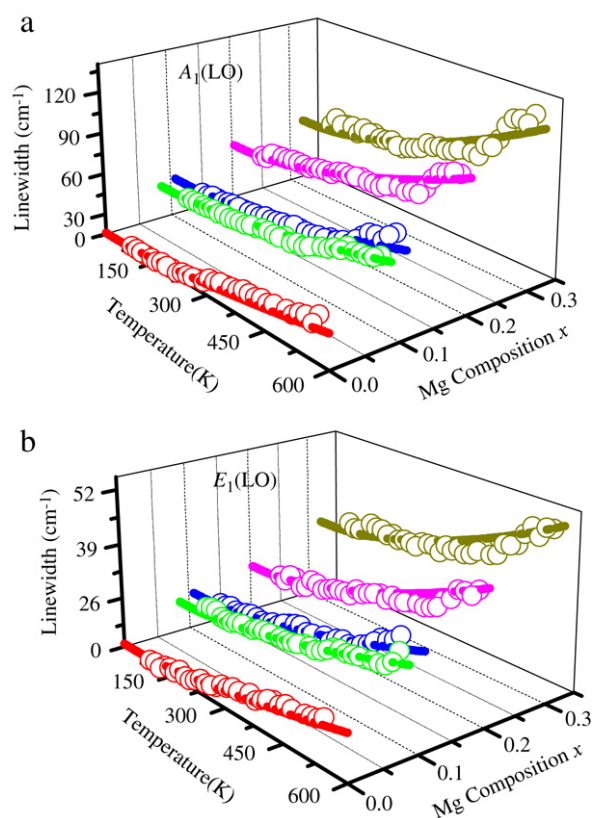 a
A₁(LO)
Linewidth (cm⁻¹)
120
90
60
30
0
150
300
450
600
Temperature(K)
0.0
0.1
0.2
0.3
Mg Composition x
b
E₁(LO)
Linewidth (cm⁻¹)
52
39
26
0
150
300
450
600
Temperature(K)
0.0
0.1
0.2
0.3
Mg Composition x